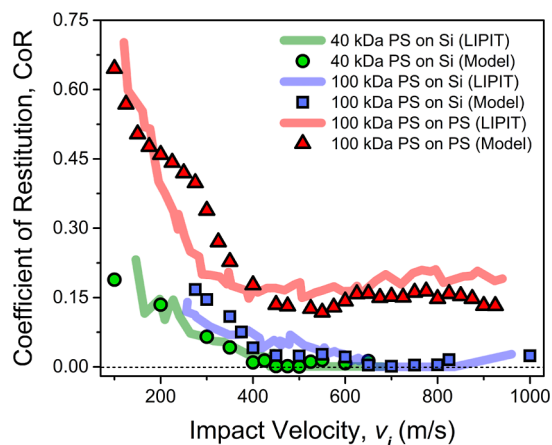 0.75
0.60
0.45
0.30
0.15
0.00
Coefficient of Restitution, CoR
40 kDa PS on Si (LIPIT)
40 kDa PS on Si (Model)
100 kDa PS on Si (LIPIT)
100 kDa PS on Si (Model)
100 kDa PS on PS (LIPIT)
100 kDa PS on PS (Model)
200 400 600 800 1000
Impact Velocity, vi (m/s)